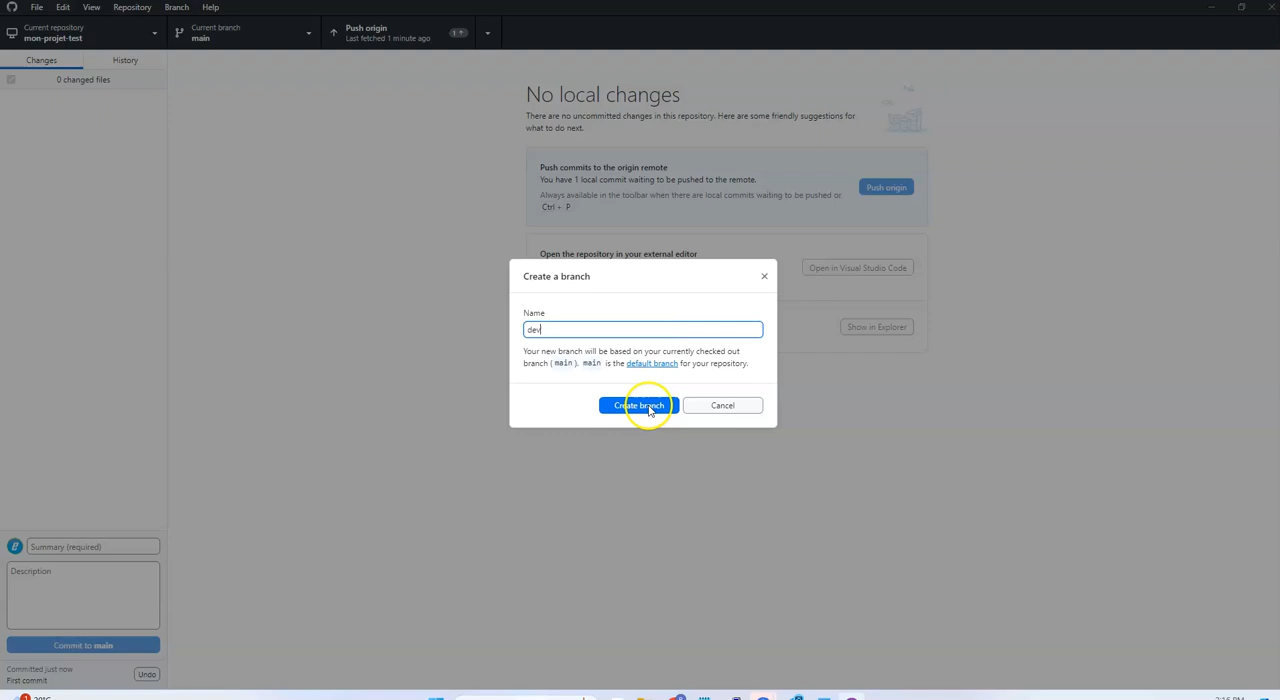 File Edit View Repository Branch Help
Current repository
mon-projet-test
Current branch
main
Push origin
Last fetched 1 minute ago
1
Changes History
0 changed files
No local changes
There are no uncommitted changes in this repository. Here are some friendly suggestions for
what to do next.
Push commits to the origin remote
You have 1 local commit waiting to be pushed to the remote.
Always available in the toolbar when there are local commits waiting to be pushed or
Ctrl + P
Push origin
Open the repository in your external editor
Open in Visual Studio Code
Show in Explorer
Create a branch
Name
dev
Your new branch will be based on your currently checked out
branch ( main ). main is the default branch for your repository.
Create branch
Cancel
Summary (required)
Description
Commit to main
Committed just now
First commit
Undo